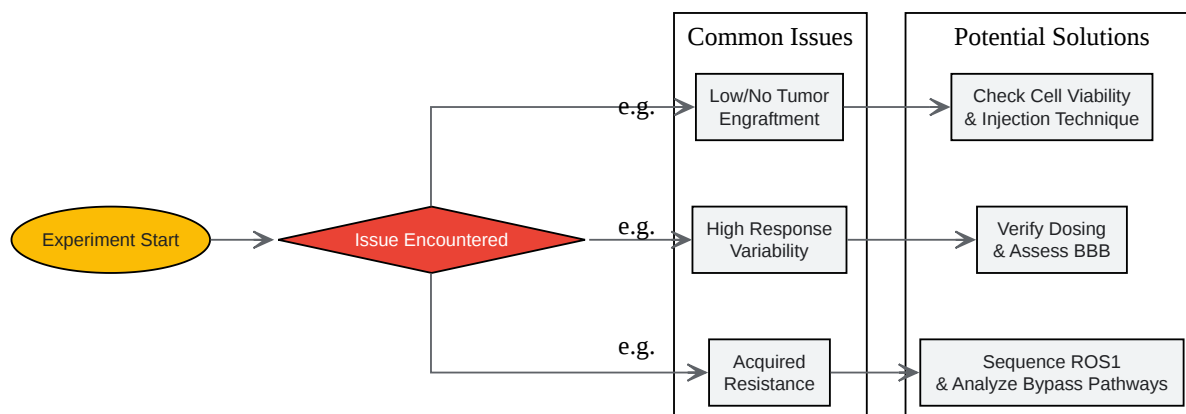 Common Issues
Potential Solutions
e.g.
Low/No Tumor
Engraftment
Check Cell Viability
& Injection Technique
Experiment Start
Issue Encountered
e.g.
High Response
Variability
Verify Dosing
& Assess BBB
e.g.
Acquired
Resistance
Sequence ROS1
& Analyze Bypass Pathways